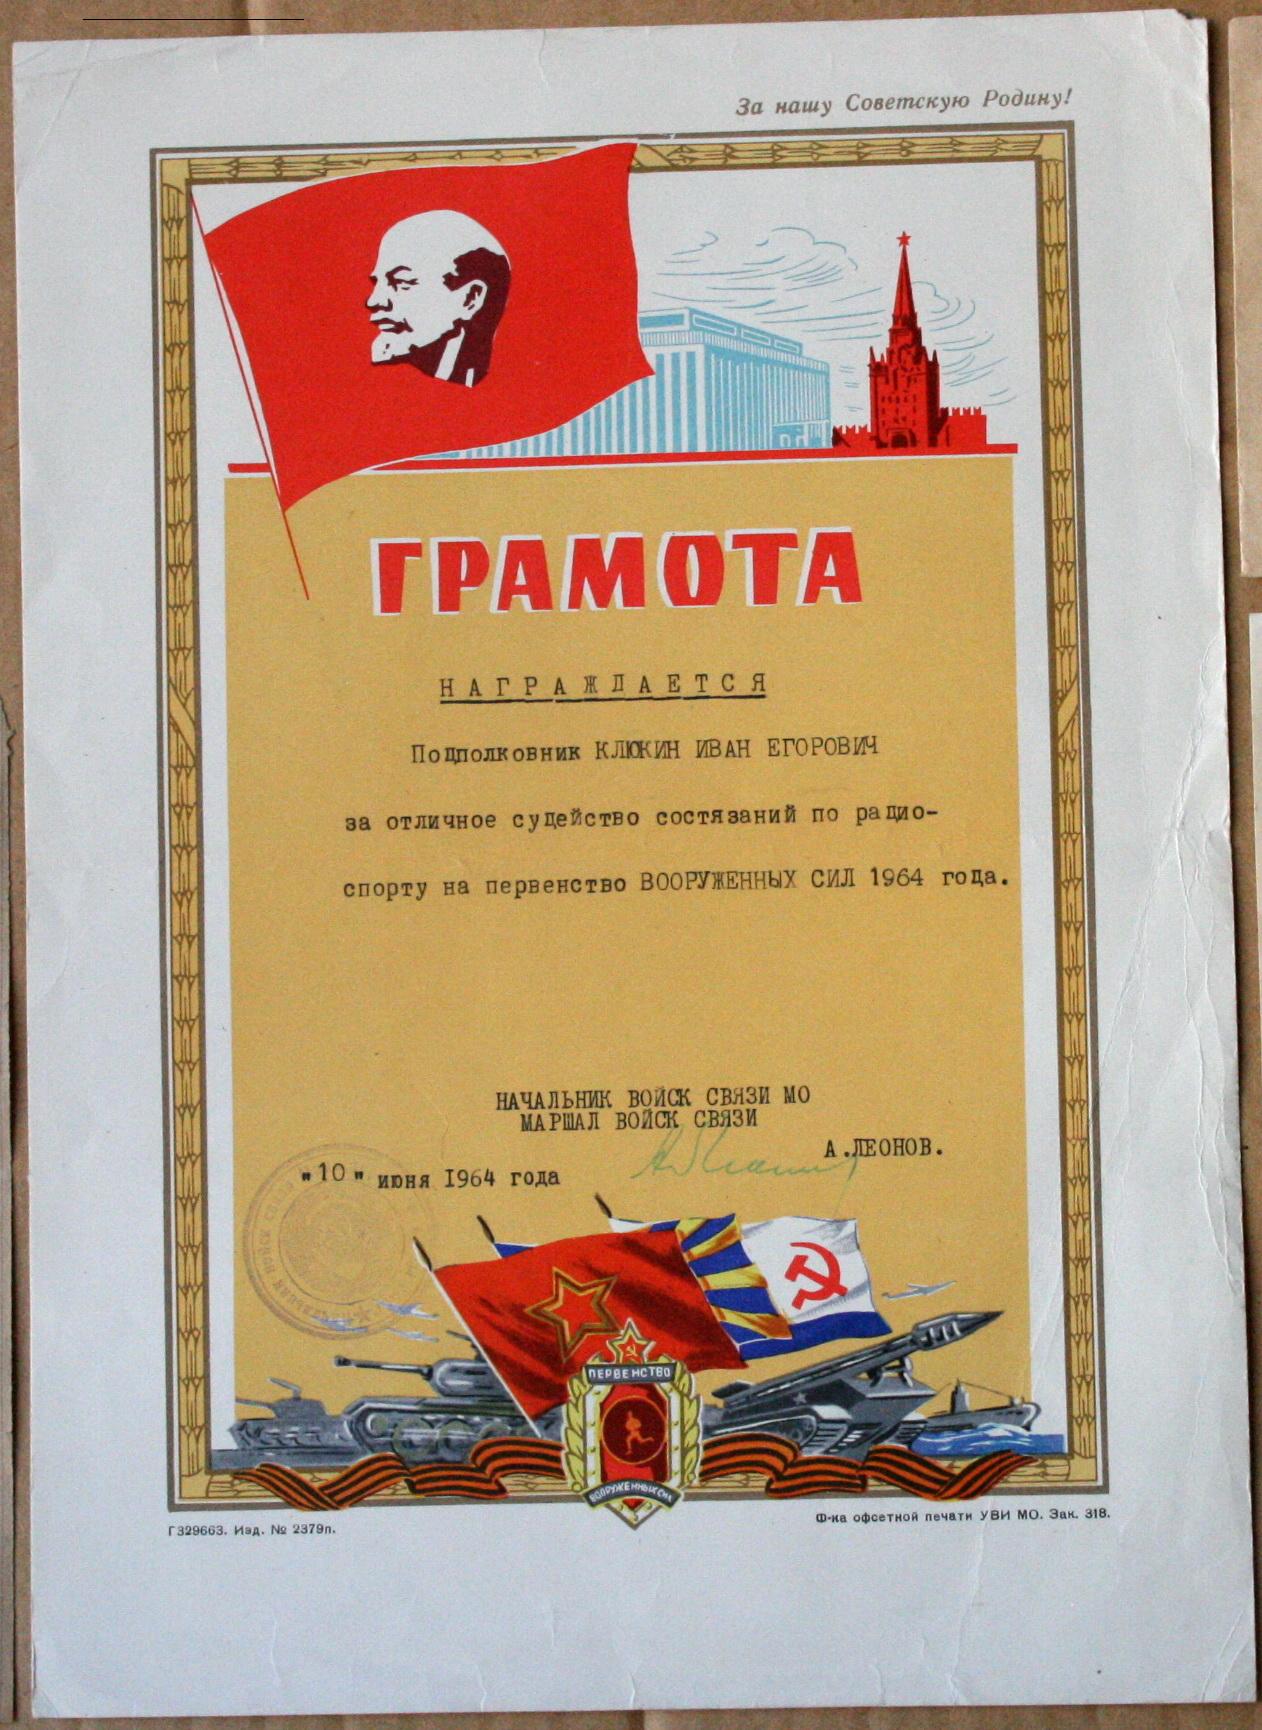 За нашу Советскую Родину!
ГРАМОТА
НАГРАЖДАЕТСЯ
Подполковник КЛЮКИН ИВАН ЕГОРОВИЧ
за отличное судейство состязаний по радио-
спорту на первенство ВООРУЖЕННЫХ СИЛ 1964 года.
НАЧАЛЬНИК ВОЙСК СВЯЗИ МО
МАРШАЛ ВОЙСК СВЯЗИ
А.ЛЕОНОВ.
"10" июня 1964 года
ПЕРВЕНСТВО
ВООРУЖЕННЫХ СИЛ
Г329663. Изд. № 2379п.
Ф-ка офсетной печати УВИ МО. Зак. 318.